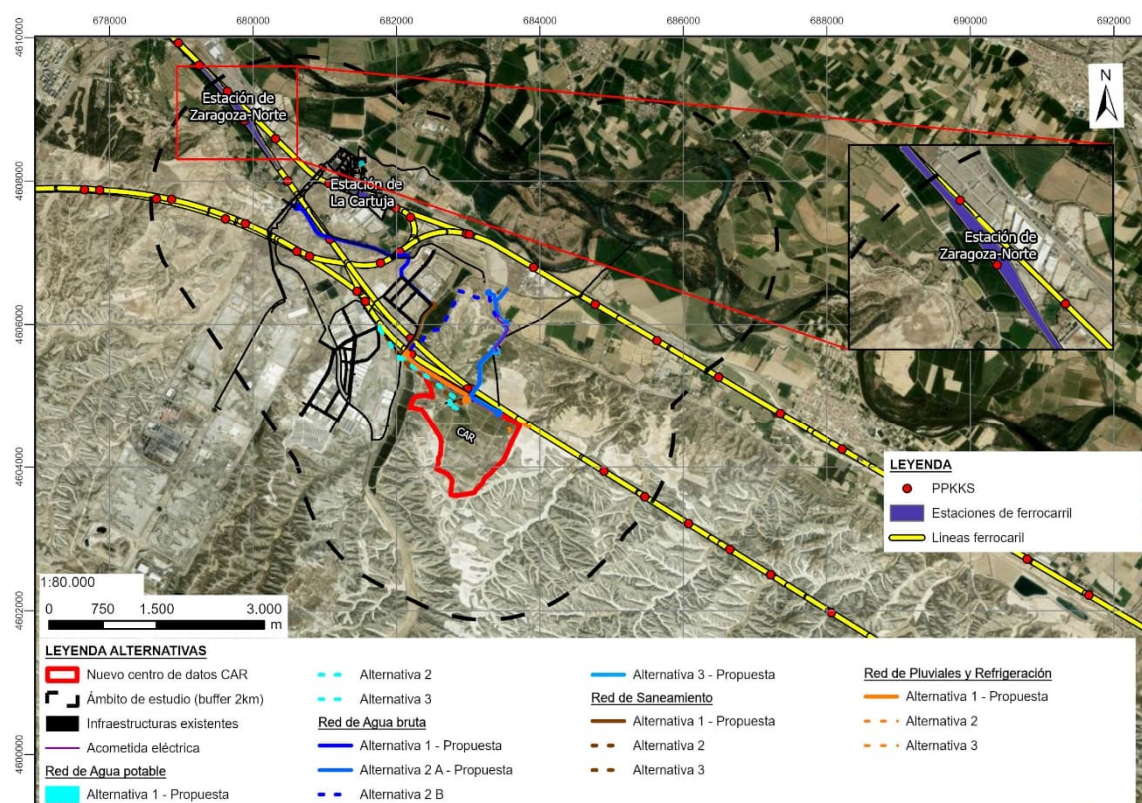 678000
680000
682000
684000
686000
688000
690000
692000
4610000
4608000
4606000
4604000
4602000
4600000
N
Estación de
Zaragoza-Norte
Estación de
La Cartuja
Estación de
Zaragoza-Norte
CAR
LEYENDA
PPKKS
Estaciones de ferrocarril
Lineas ferrocaril
1:80.000
0 750 1.500 3.000
m
LEYENDA ALTERNATIVAS
Nuevo centro de datos CAR
Ámbito de estudio (buffer 2km)
Infraestructuras existentes
Acometida eléctrica
Red de Agua potable
Alternativa 1 - Propuesta
Alternativa 2
Alternativa 3
Red de Agua bruta
Alternativa 1 - Propuesta
Alternativa 2 A - Propuesta
Alternativa 2 B
Alternativa 3 - Propuesta
Red de Saneamiento
Alternativa 1 - Propuesta
Alternativa 2
Alternativa 3
Red de Pluviales y Refrigeración
Alternativa 1 - Propuesta
Alternativa 2
Alternativa 3